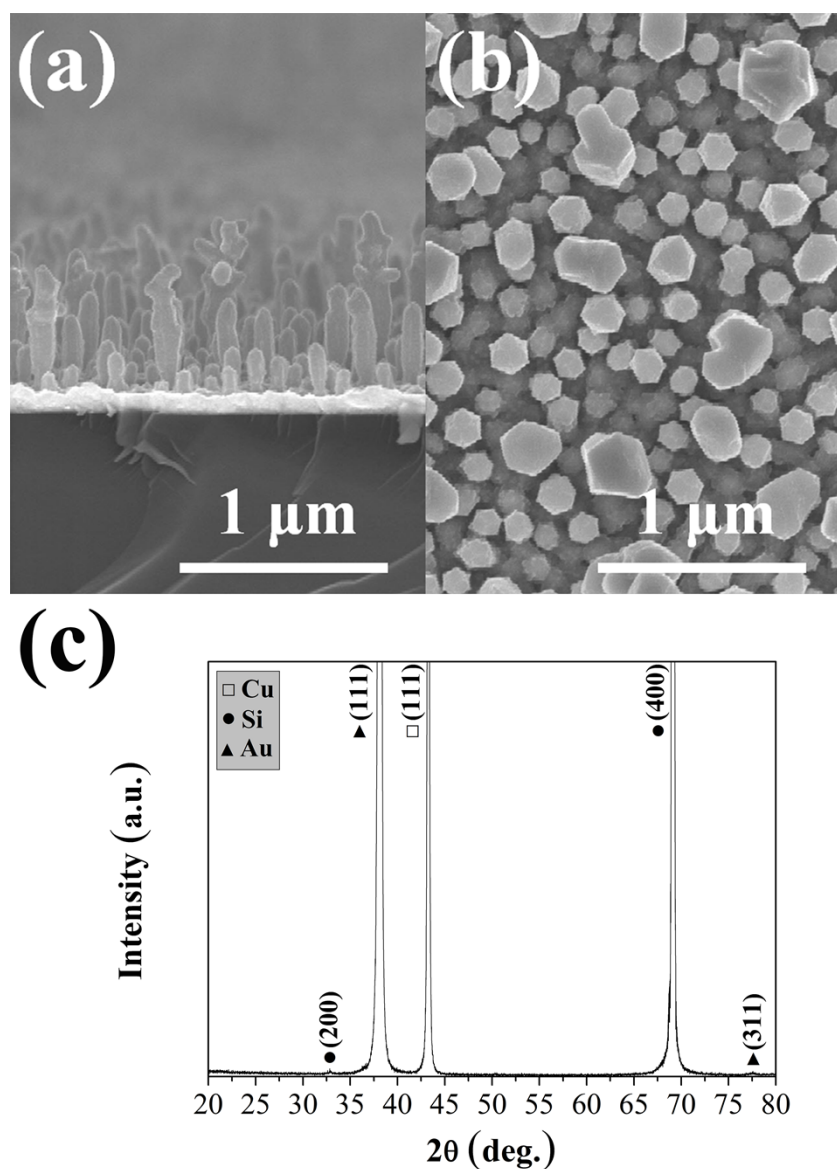 (a)
(b)
1 μm
1 μm
(c)
□ Cu
● Si
▲ Au
▲(111)
□(111)
●(400)
●(200)
▲(311)
Intensity (a.u.)
20 25 30 35 40 45 50 55 60 65 70 75 80
2θ (deg.)